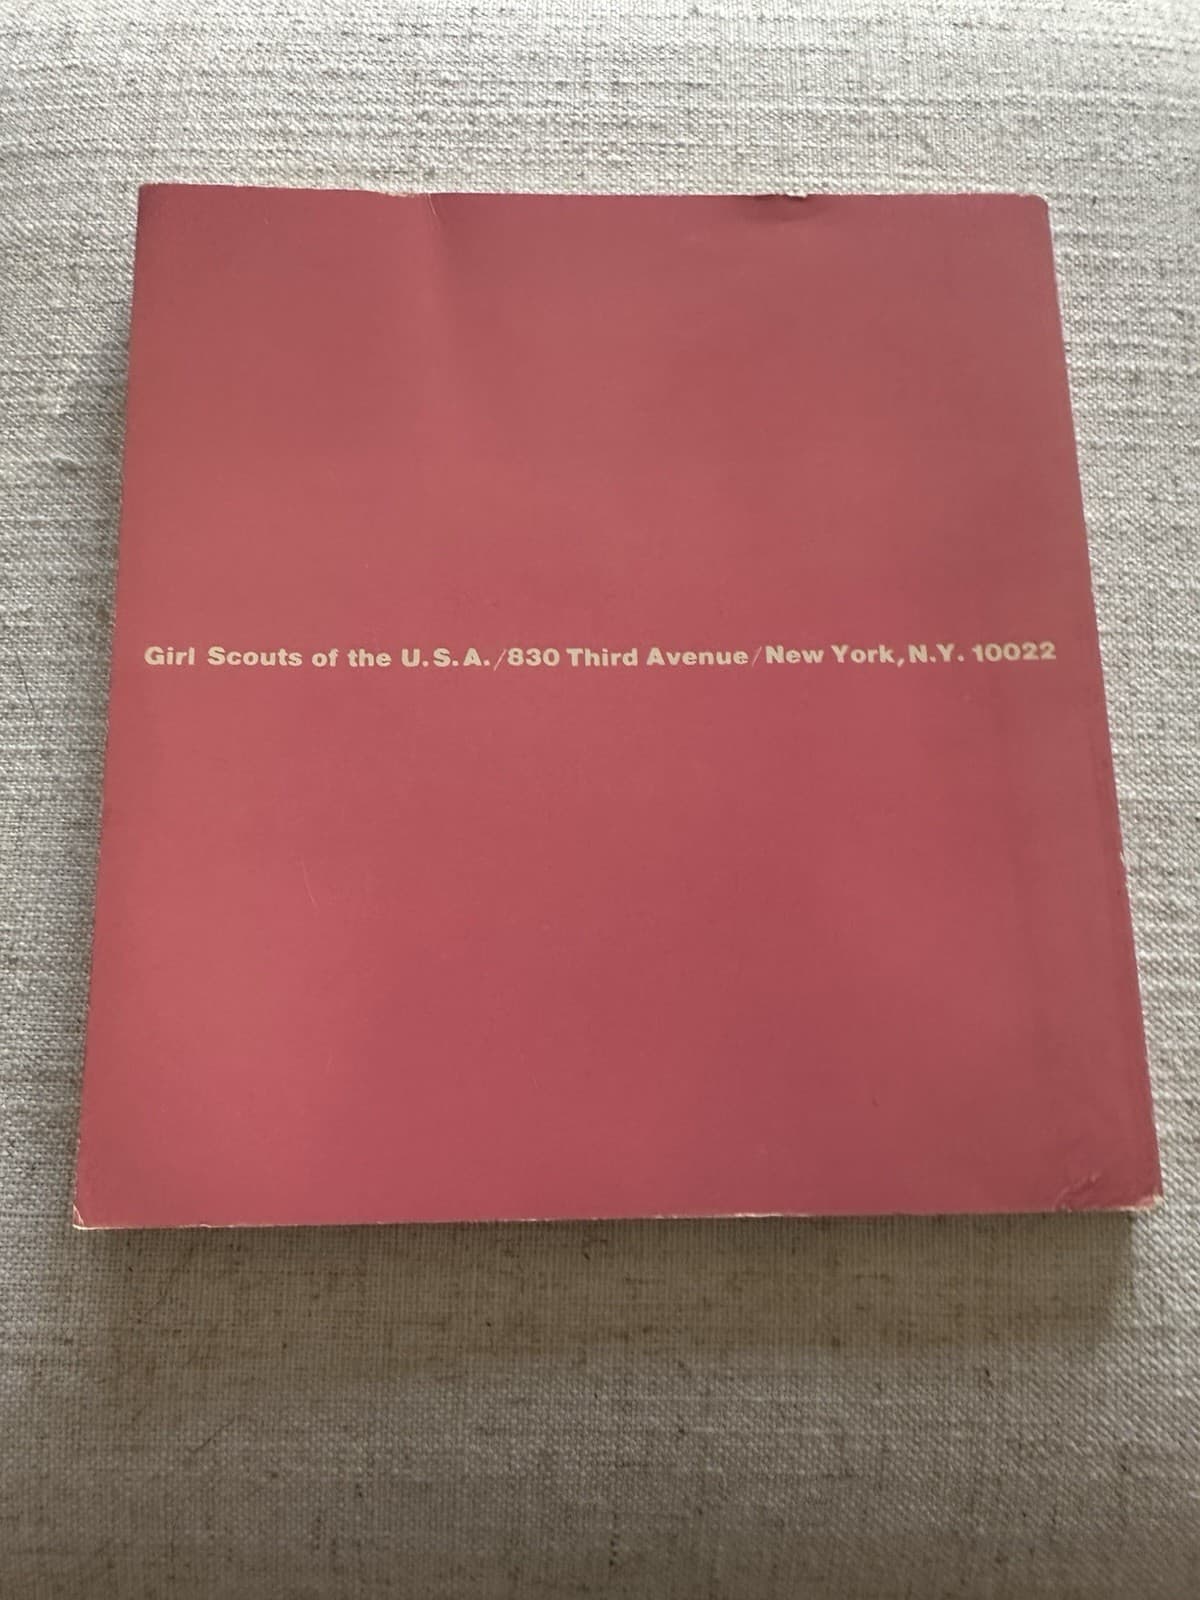 Girl Scouts of the U.S.A./830 Third Avenue/New York, N.Y. 10022